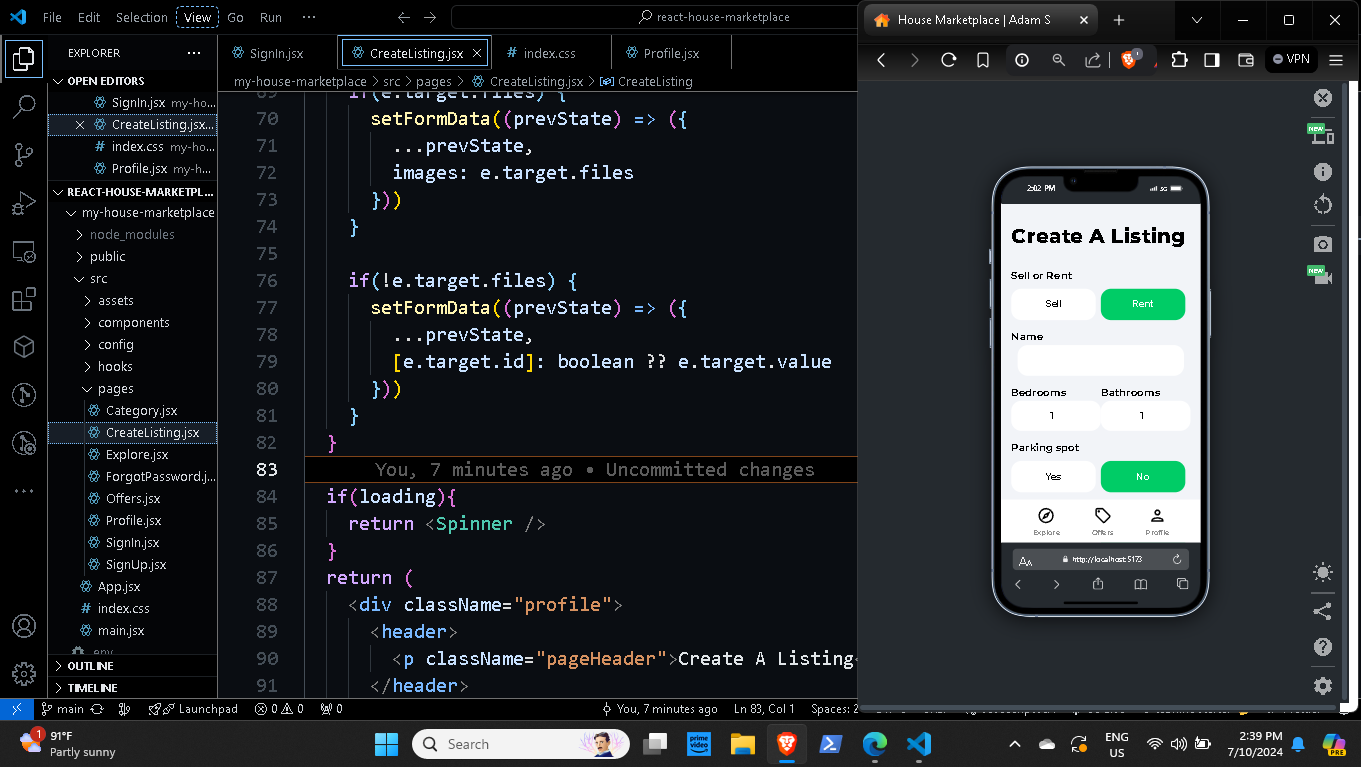 File Edit Selection View Go Run ···
react-house-marketplace
EXPLORER
OPEN EDITORS
SignIn.jsx my-ho...
CreateListing.jsx...
index.css my-ho...
Profile.jsx my-h...
REACT-HOUSE-MARKETPL...
my-house-marketplace
node_modules
public
src
assets
components
config
hooks
pages
Category.jsx
CreateListing.jsx
Explore.jsx
ForgotPassword.j...
Offers.jsx
Profile.jsx
SignIn.jsx
SignUp.jsx
App.jsx
index.css
main.jsx
.env
OUTLINE
TIMELINE
SignIn.jsx CreateListing.jsx index.css Profile.jsx
my-house-marketplace > src > pages > CreateListing.jsx > CreateListing
69 if(e.target.files) {
70 setFormData((prevState) => ({
71 ...prevState,
72 images: e.target.files
73 }))
74 }
75
76 if(!e.target.files) {
77 setFormData((prevState) => ({
78 ...prevState,
79 [e.target.id]: boolean ?? e.target.value
80 }))
81 }
82 }
83 You, 7 minutes ago • Uncommitted changes
84 if(loading){
85 return <Spinner />
86 }
87 return (
88 <div className="profile">
89 <header>
90 <p className="pageHeader">Create A Listing<
91 </header>
main Launchpad 0 0 0 You, 7 minutes ago Ln 83, Col 1 Spaces: 2
House Marketplace | Adam S
1
VPN
NEW
NEW
2:02 PM
5G
Create A Listing
Sell or Rent
Sell Rent
Name
Bedrooms Bathrooms
1 1
Parking spot
Yes No
Explore Offers Profile
AA http://localhost:5173
1
91°F
Partly sunny
Search
prime video
ENG
US
2:39 PM
7/10/2024
PRE